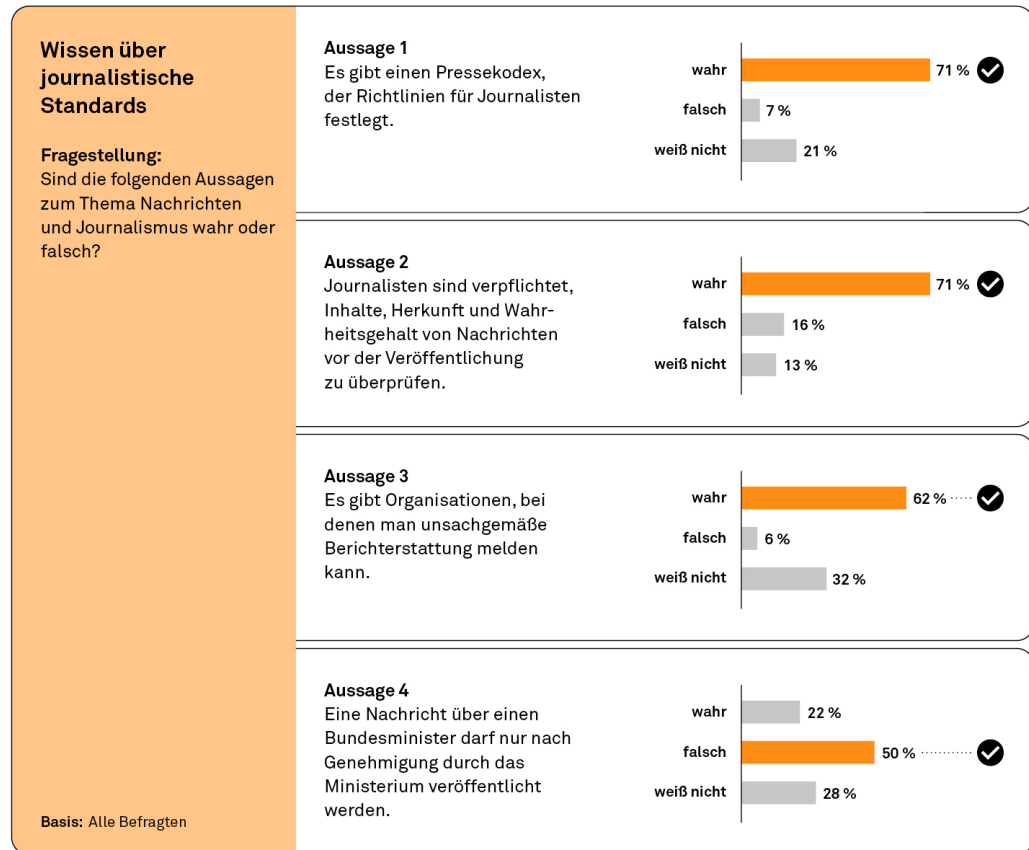 Wissen über
journalistische
Standards
Fragestellung:
Sind die folgenden Aussagen
zum Thema Nachrichten
und Journalismus wahr oder
falsch?
Basis: Alle Befragten
Aussage 1
Es gibt einen Pressekodex,
der Richtlinien für Journalisten
festlegt.
wahr 71 %
falsch 7 %
weiß nicht 21 %
Aussage 2
Journalisten sind verpflichtet,
Inhalte, Herkunft und Wahr-
heitsgehalt von Nachrichten
vor der Veröffentlichung
zu überprüfen.
wahr 71 %
falsch 16 %
weiß nicht 13 %
Aussage 3
Es gibt Organisationen, bei
denen man unsachgemäße
Berichterstattung melden
kann.
wahr 62 %
falsch 6 %
weiß nicht 32 %
Aussage 4
Eine Nachricht über einen
Bundesminister darf nur nach
Genehmigung durch das
Ministerium veröffentlicht
werden.
wahr 22 %
falsch 50 %
weiß nicht 28 %